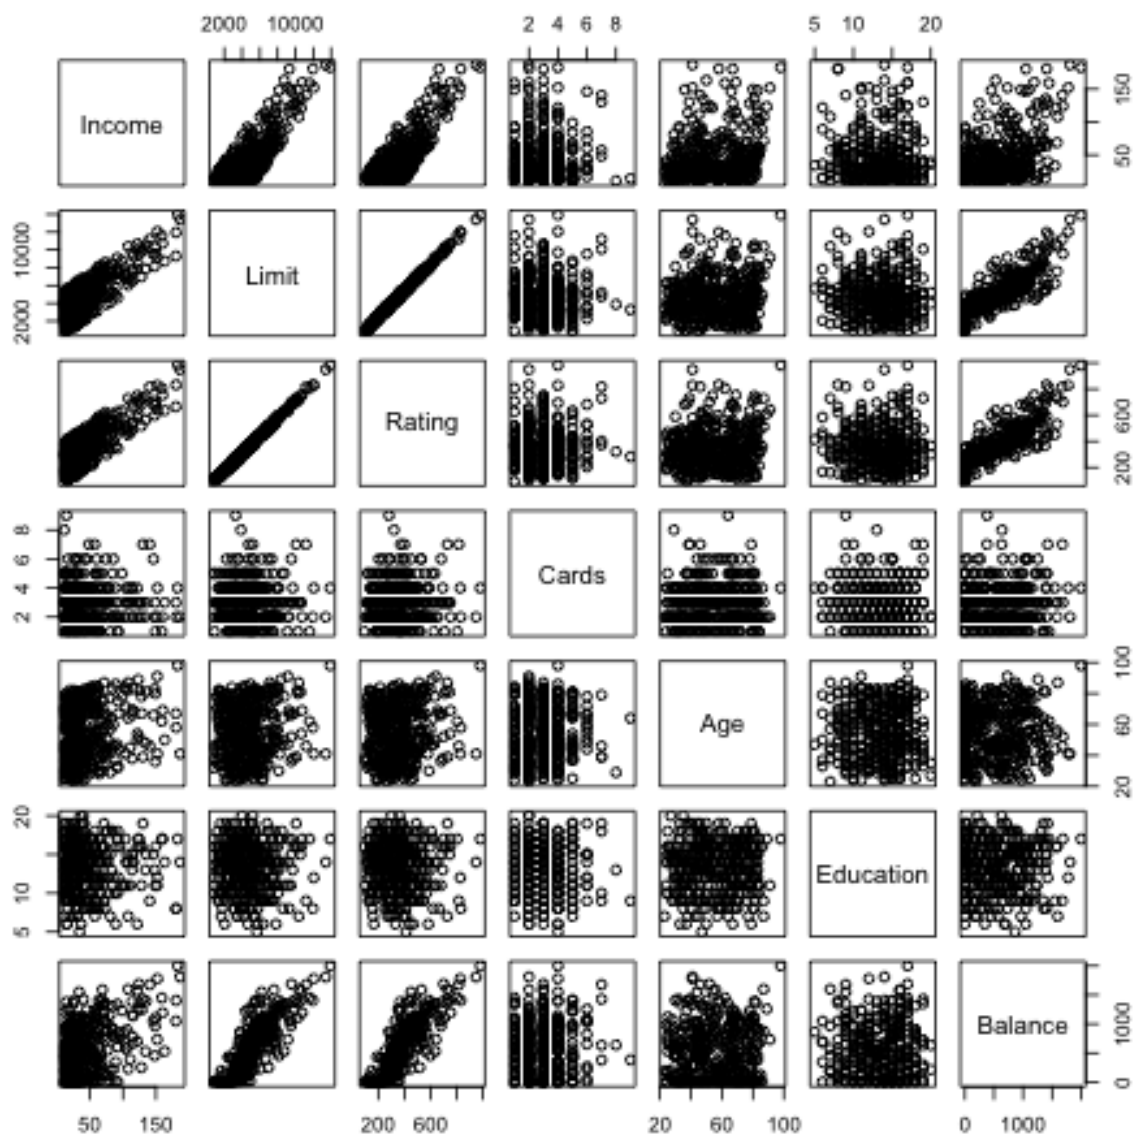 2000 10000 2 4 6 8 5 10 15 20
Income 50 150
2000 10000 Limit
Rating 200 600
2 4 6 8 Cards
Age 20 60 100
5 10 20 Education
Balance 0 1000
50 150 200 600 20 60 100 0 1000